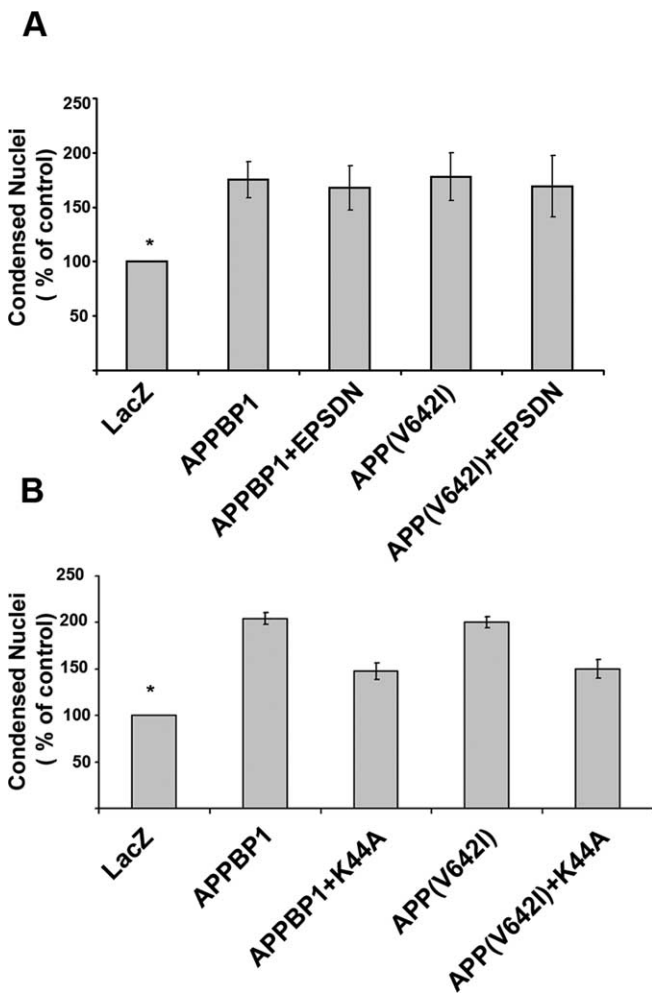 A
Condensed Nuclei
( % of control)
250
200
150
100
50
*
LacZ
APPBP1
APPBP1+EPSDN
APP(V642I)
APP(V642I)+EPSDN
B
Condensed Nuclei
( % of control)
250
200
150
100
50
*
LacZ
APPBP1
APPBP1+K44A
APP(V642I)
APP(V642I)+K44A